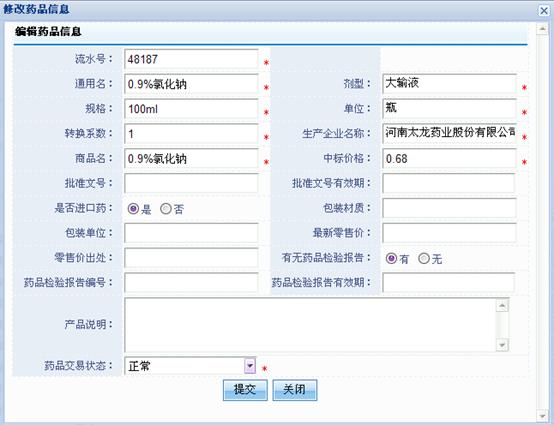 修改药品信息
编辑药品信息
流水号： 48187 *
通用名： 0.9%氯化钠 * 剂型： 大输液 *
规格： 100ml * 单位： 瓶 *
转换系数： 1 * 生产企业名称： 河南太龙药业股份有限公司 *
商品名： 0.9%氯化钠 * 中标价格： 0.68 *
批准文号： 批准文号有效期：
是否进口药： 是 否 包装材质：
包装单位： 最新零售价：
零售价出处： 有无药品检验报告： 有 无
药品检验报告编号： 药品检验报告有效期：
产品说明：
药品交易状态： 正常 *
提交 关闭